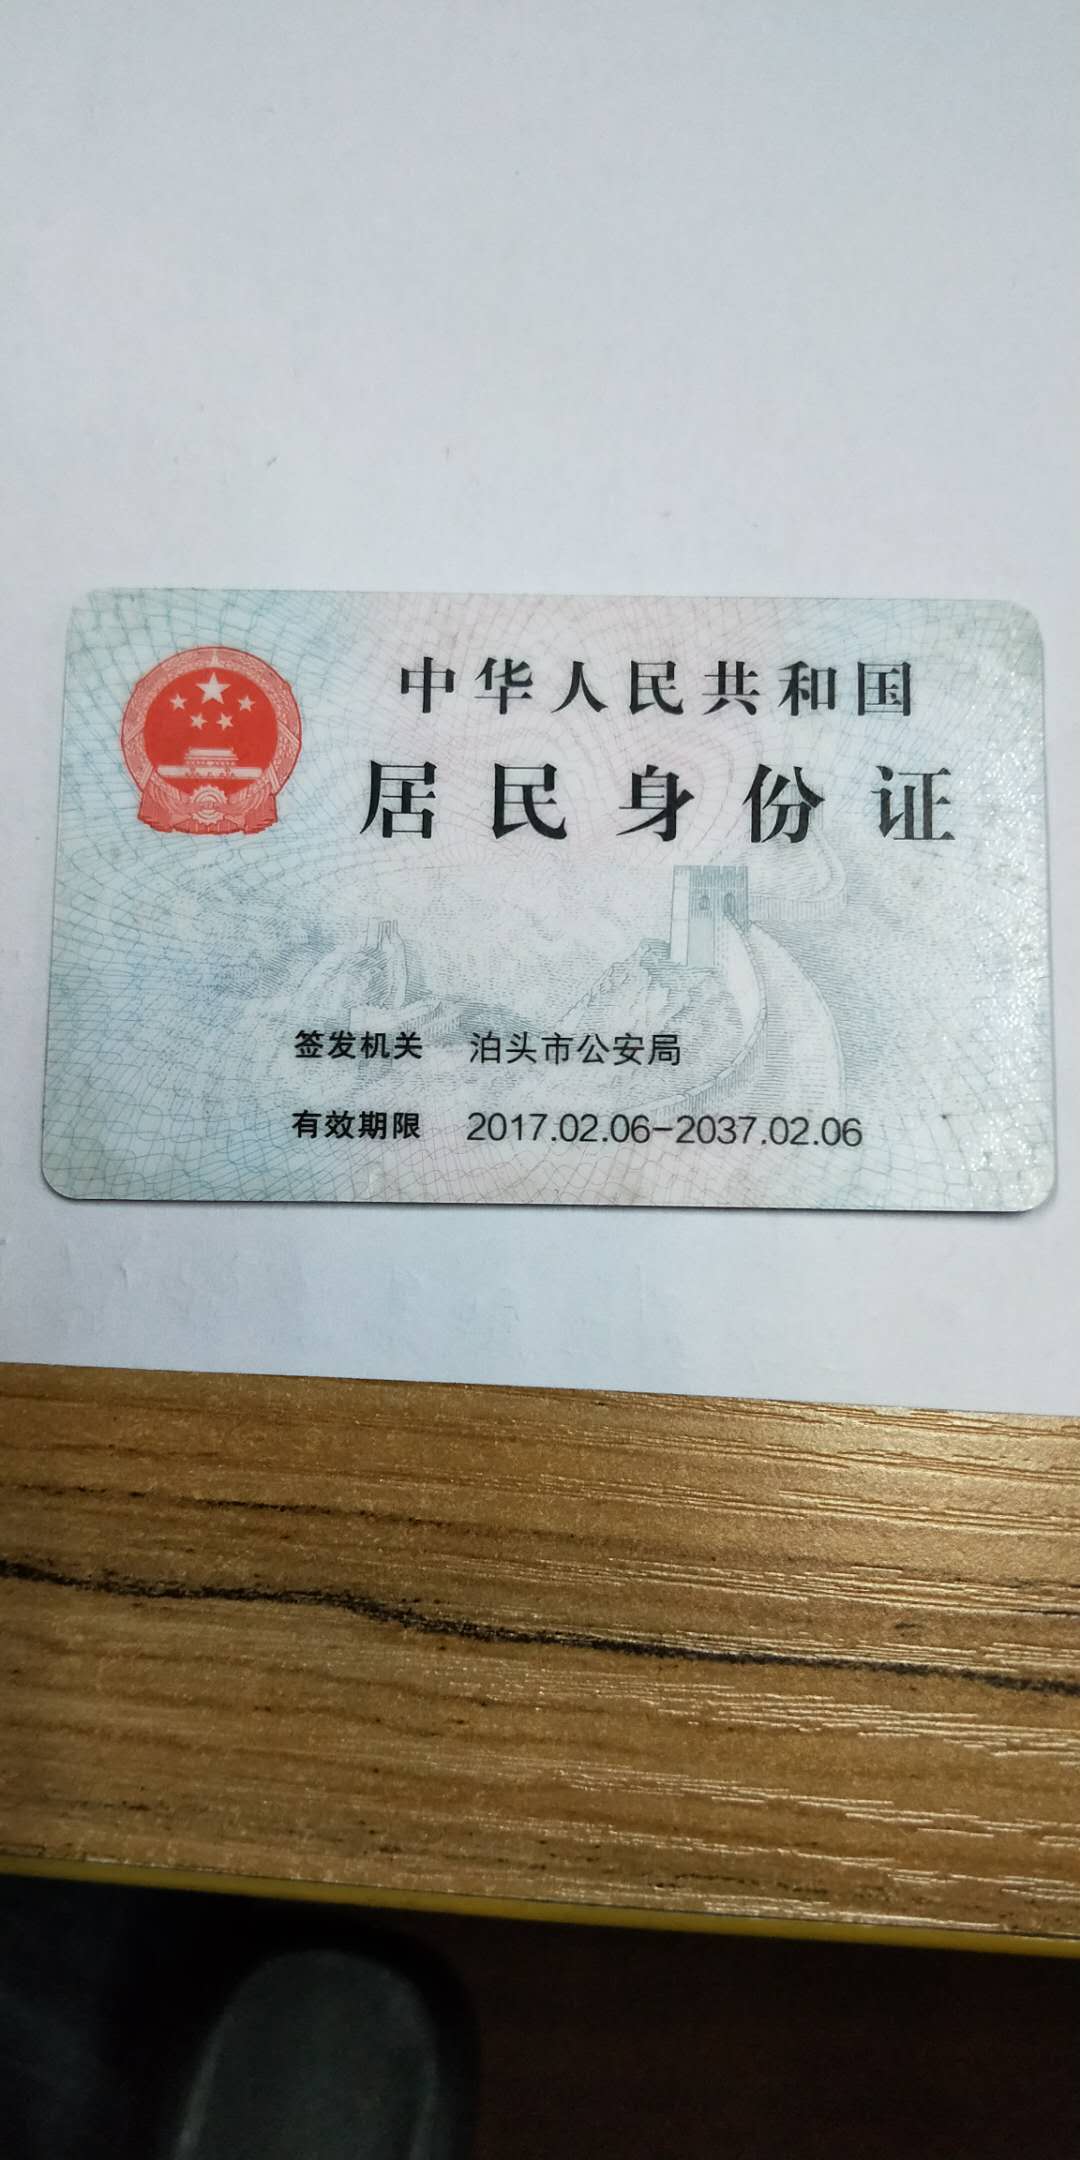 中华人民共和国
居民身份证
签发机关 泊头市公安局
有效期限 2017.02.06-2037.02.06